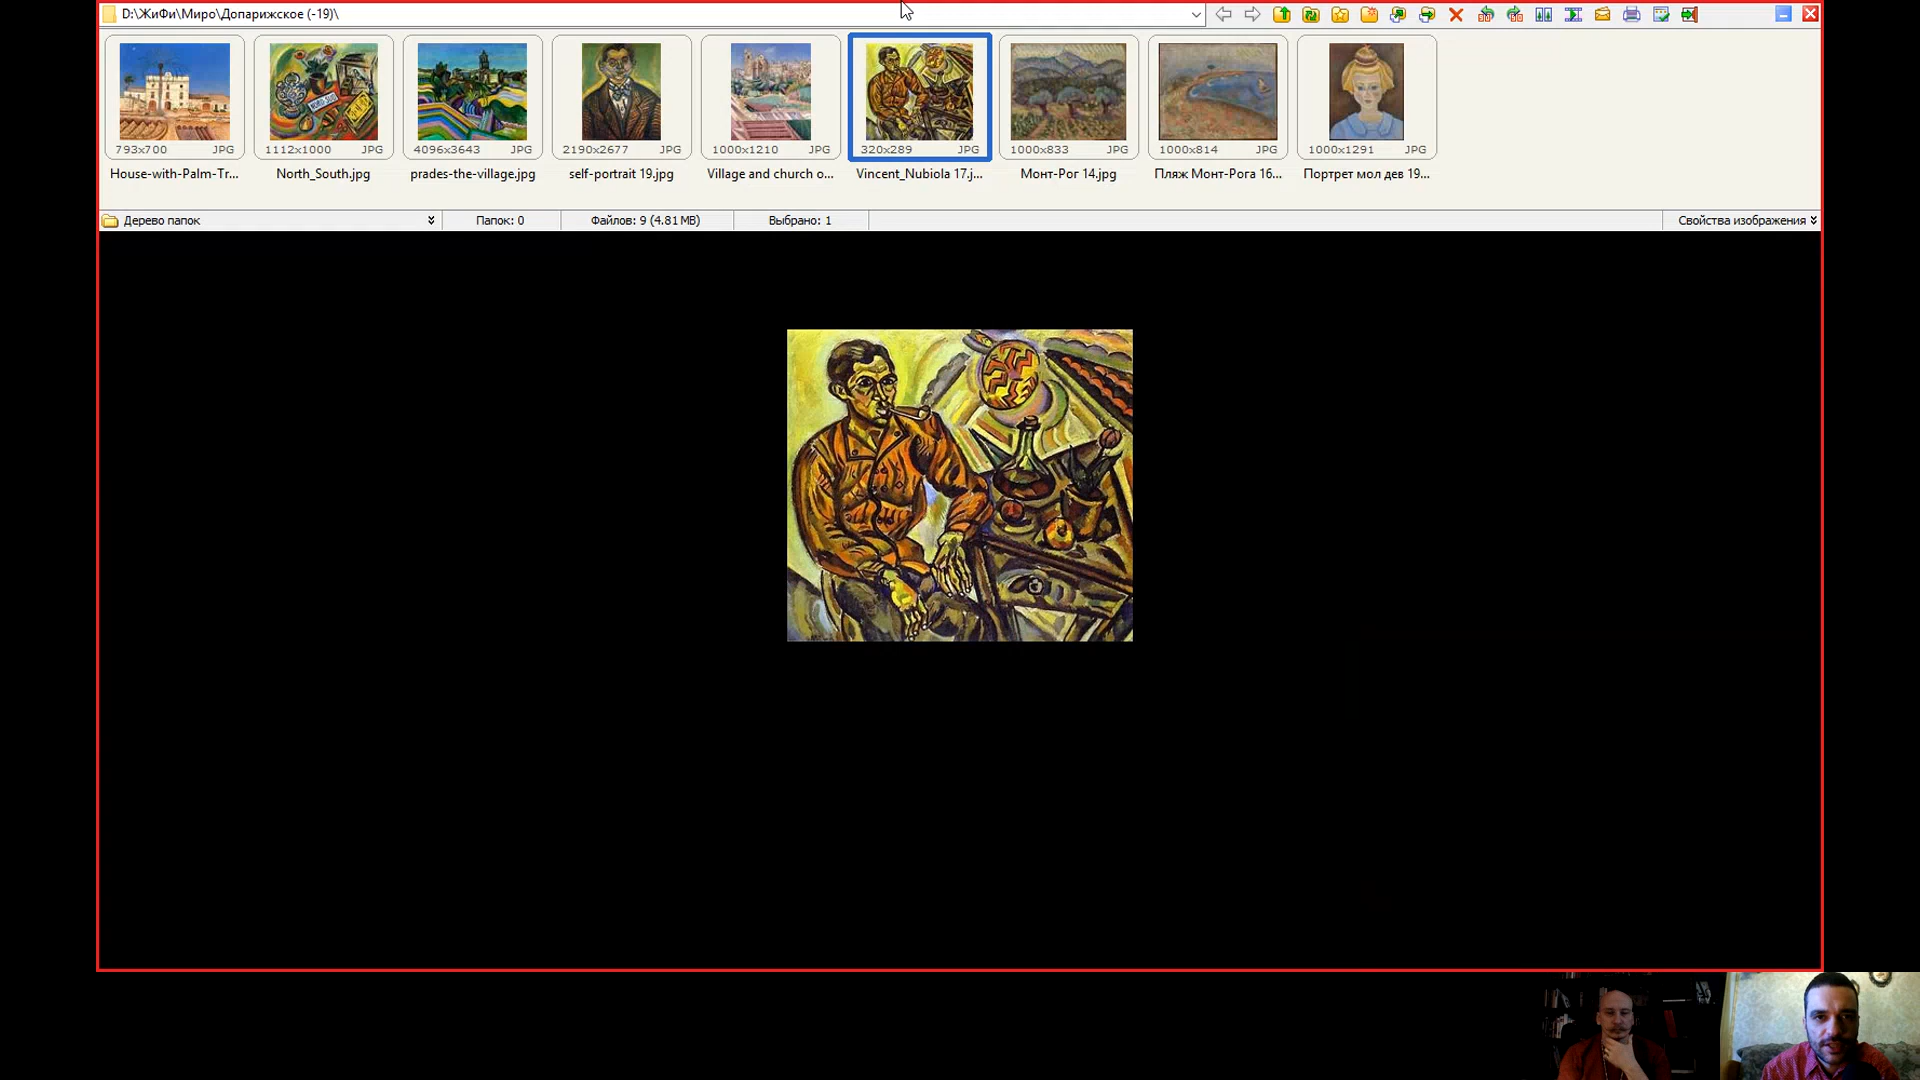 D:\ЖиФи\Миро\Допарижское (-19)\
793x700 JPG
1112x1000 JPG
4096x3643 JPG
2190x2677 JPG
1000x1210 JPG
320x289 JPG
1000x833 JPG
1000x814 JPG
1000x1291 JPG
House-with-Palm-Tr...
North_South.jpg
prades-the-village.jpg
self-portrait 19.jpg
Village and church o...
Vincent_Nubiola 17.j...
Монт-Рог 14.jpg
Пляж Монт-Рога 16...
Портрет мол дев 19...
Дерево папок
Папок: 0
Файлов: 9 (4.81 MB)
Выбрано: 1
Свойства изображения